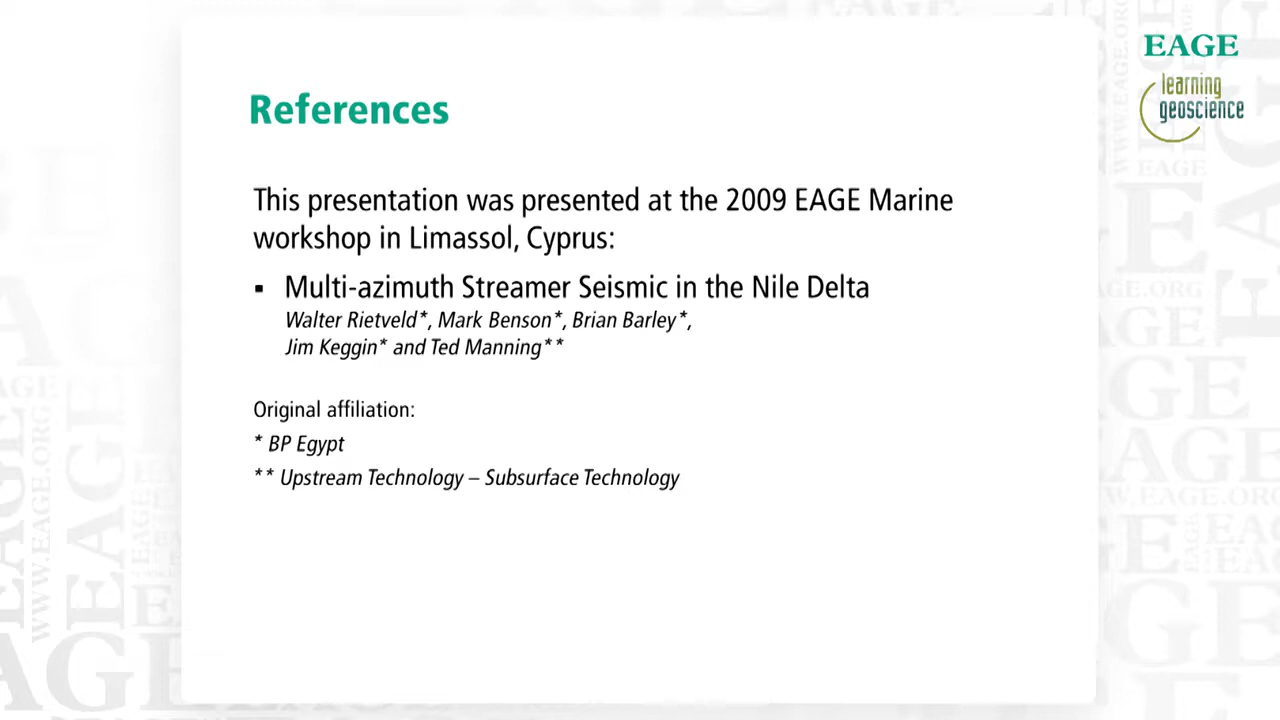 EAGE
learning
geoscience
References
This presentation was presented at the 2009 EAGE Marine
workshop in Limassol, Cyprus:
▪ Multi-azimuth Streamer Seismic in the Nile Delta
Walter Rietveld*, Mark Benson*, Brian Barley*,
Jim Keggin* and Ted Manning**
Original affiliation:
* BP Egypt
** Upstream Technology – Subsurface Technology